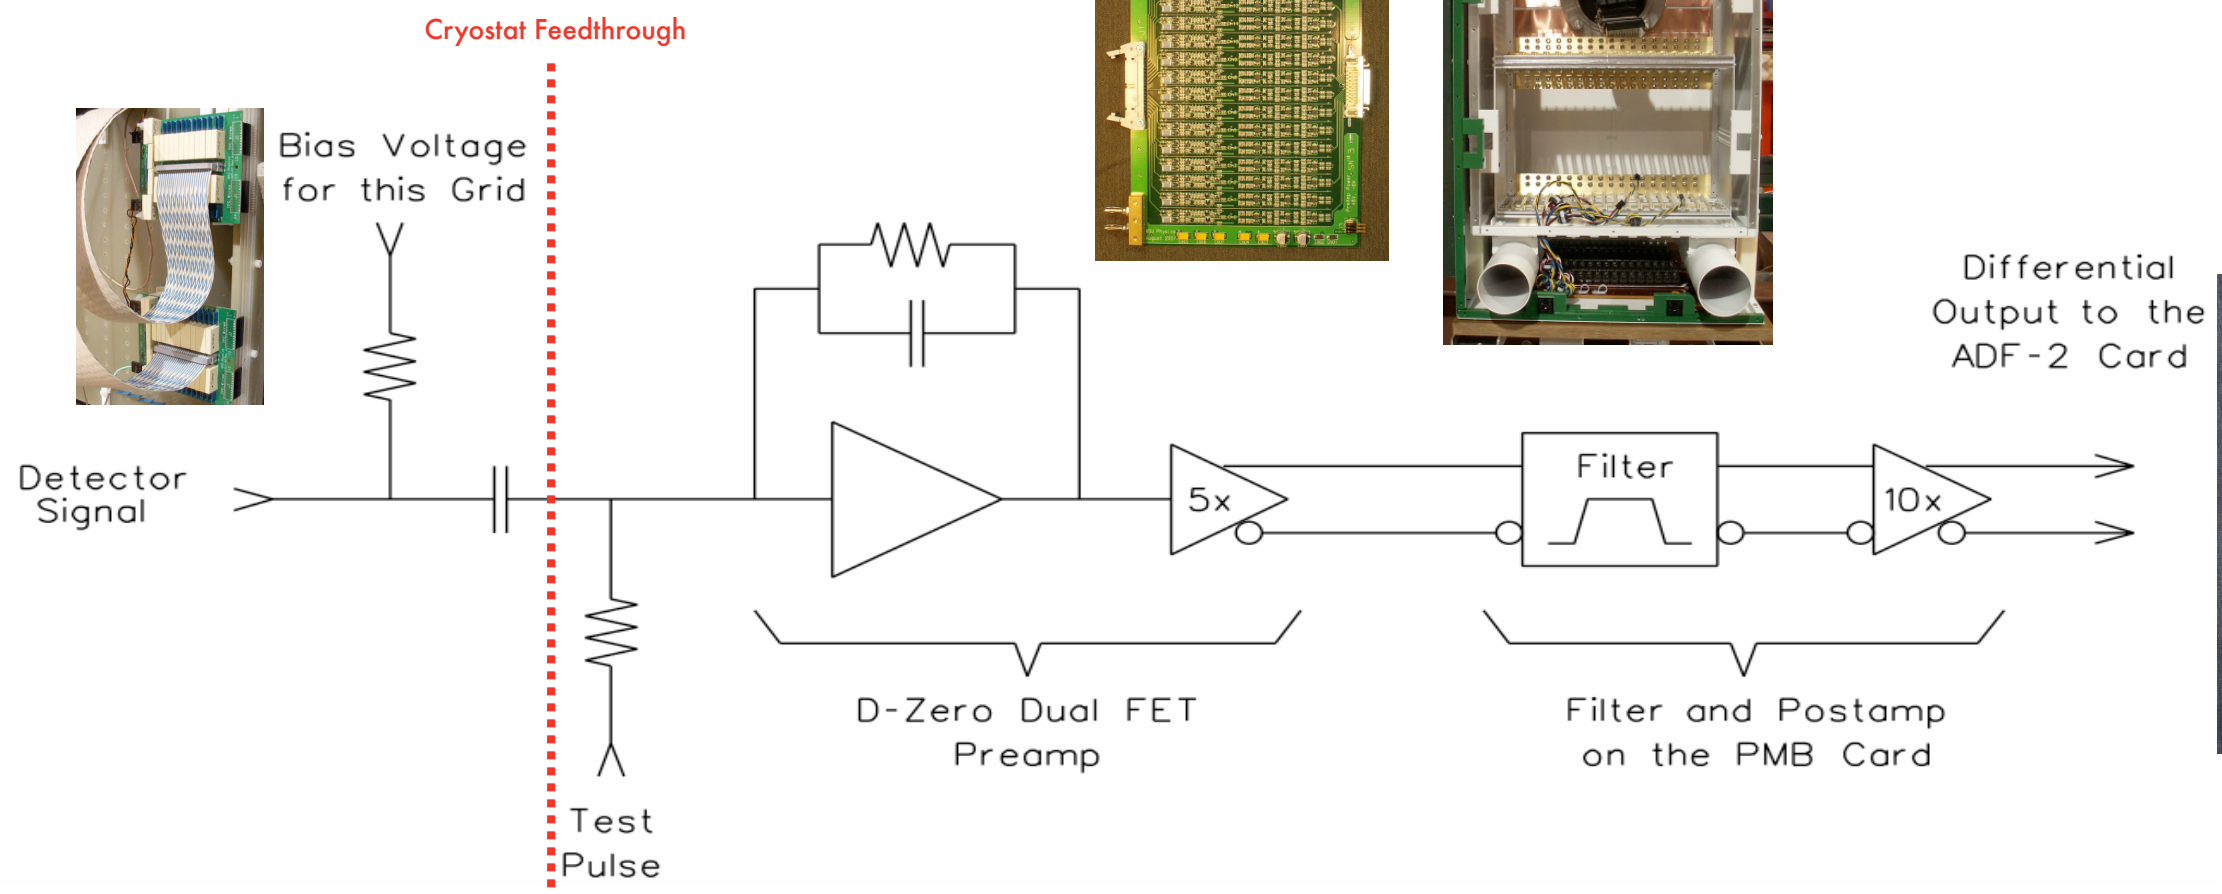 Cryostat Feedthrough
Bias Voltage
for this Grid
Detector
Signal
Differential
Output to the
ADF-2 Card
5x
Filter
10x
D-Zero Dual FET
Preamp
Filter and Postamp
on the PMB Card
Test
Pulse